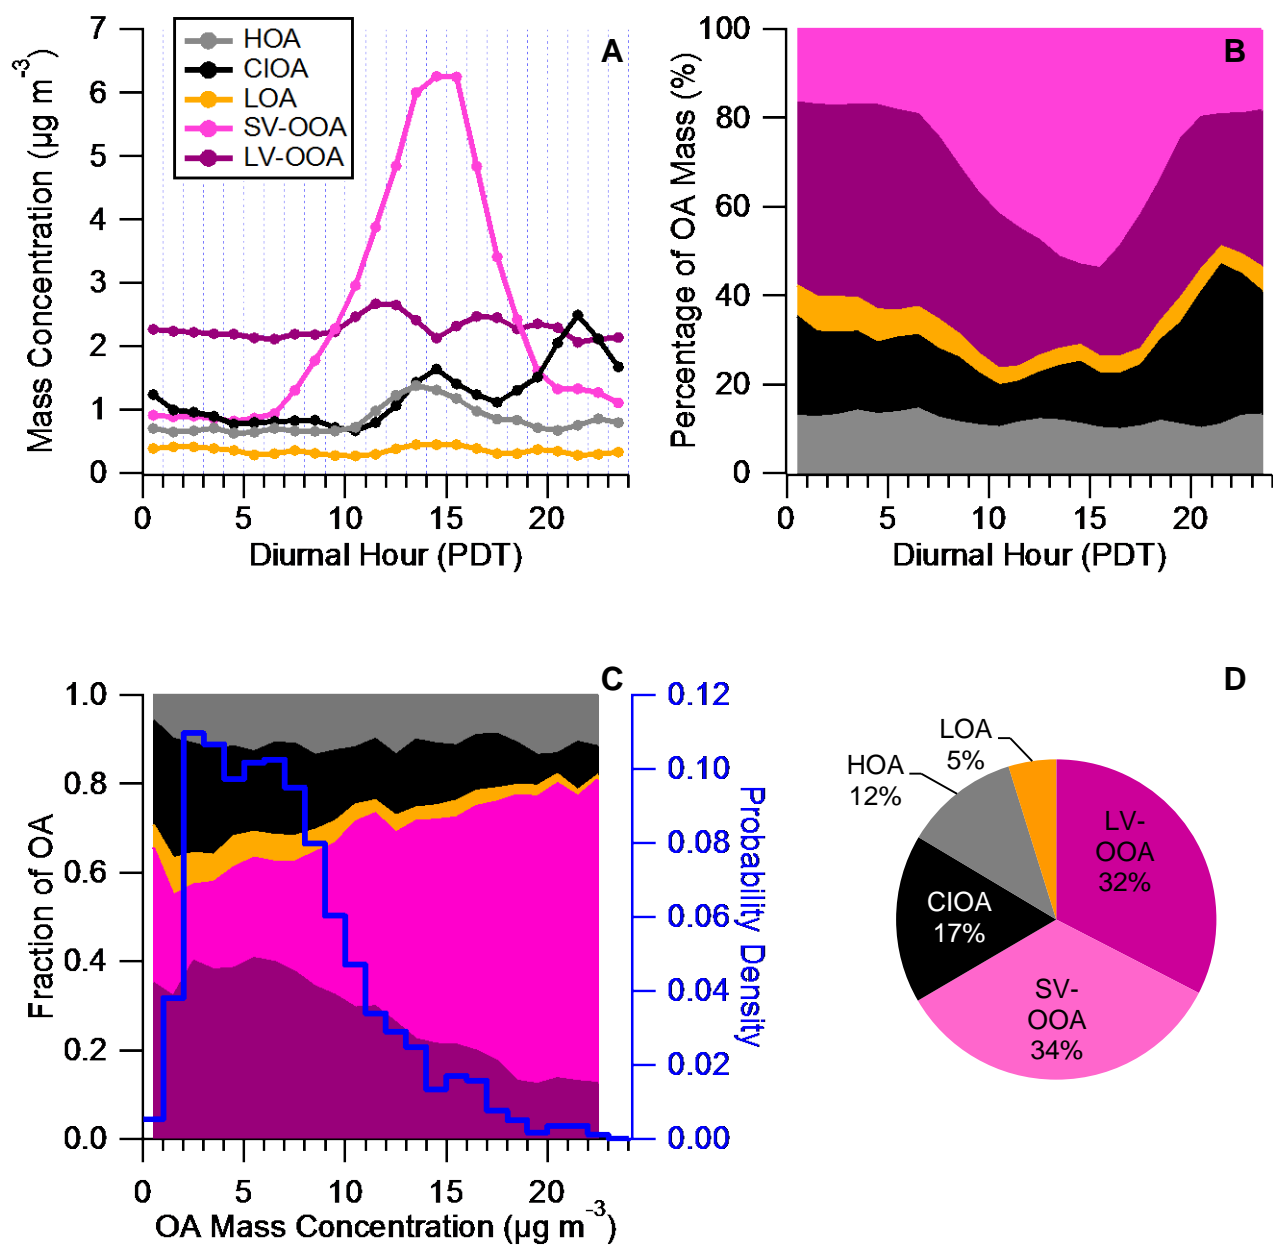 A
7
6
5
4
3
2
1
0
Mass Concentration (µg m⁻³)
HOA
CIOA
LOA
SV-OOA
LV-OOA
0 5 10 15 20
Diurnal Hour (PDT)
B
100
80
60
40
20
0
Percentage of OA Mass (%)
0 5 10 15 20
Diurnal Hour (PDT)
C
1.0
0.8
0.6
0.4
0.2
0.0
Fraction of OA
0.12
0.10
0.08
0.06
0.04
0.02
0.00
Probability Density
0 5 10 15 20
OA Mass Concentration (µg m⁻³)
D
LOA
5%
HOA
12%
LV-
OOA
32%
CIOA
17%
SV-
OOA
34%